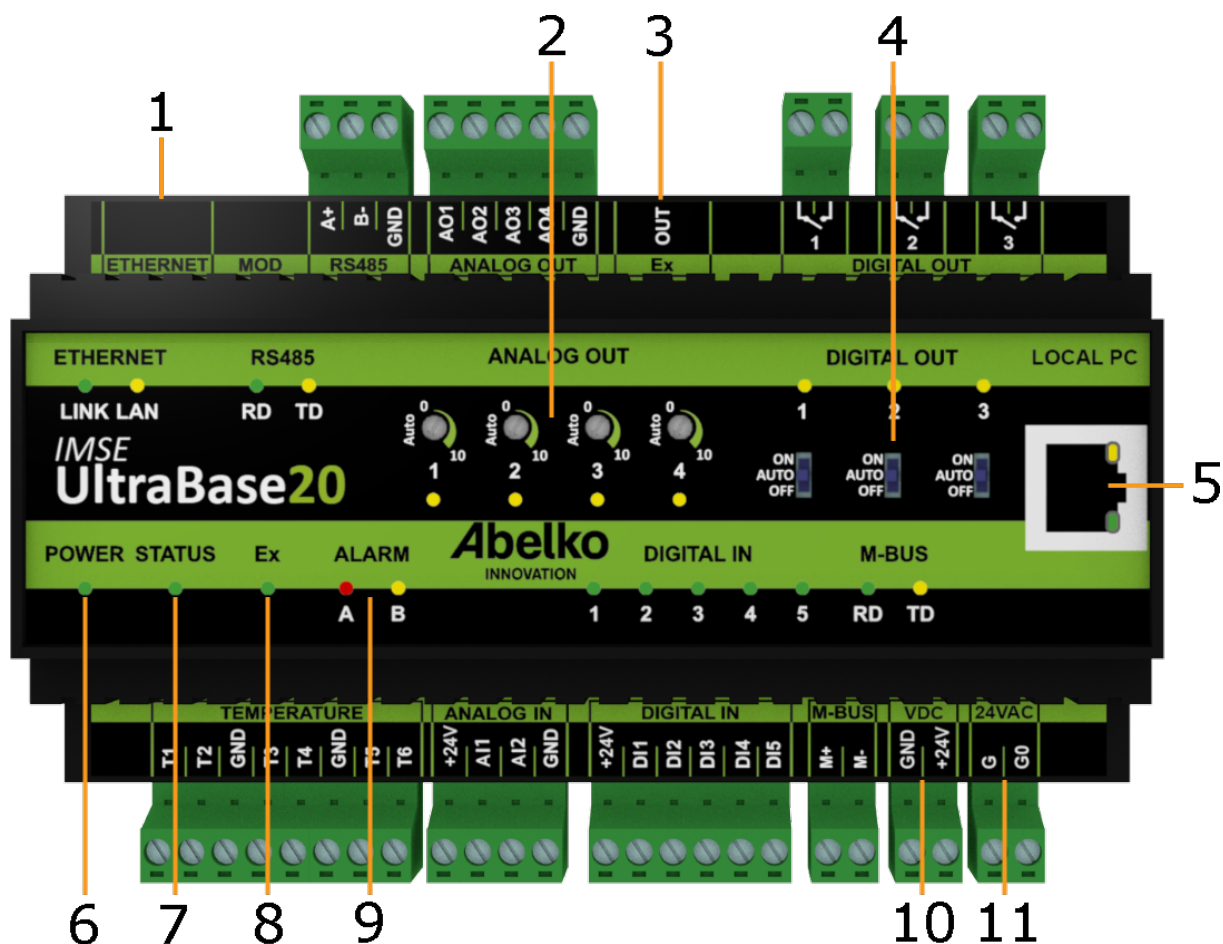 1 2 3 4
A+ B- GND AO1 AO2 AO3 AO4 GND OUT 1 2 3
ETHERNET MOD RS485 ANALOG OUT Ex DIGITAL OUT
ETHERNET RS485 ANALOG OUT DIGITAL OUT LOCAL PC
LINK LAN RD TD 1 2 3
Auto 0 10 Auto 0 10 Auto 0 10 Auto 0 10
IMSE
UltraBase20
1 2 3 4
ON AUTO OFF ON AUTO OFF ON AUTO OFF
5
POWER STATUS Ex ALARM Abelko DIGITAL IN M-BUS
INNOVATION
A B 1 2 3 4 5 RD TD
TEMPERATURE ANALOG IN DIGITAL IN M-BUS VDC 24VAC
T1 T2 GND T3 T4 GND T5 T6 +24V AI1 AI2 GND +24V DI1 DI2 DI3 DI4 DI5 M+ M- GND +24V G G0
6 7 8 9 10 11